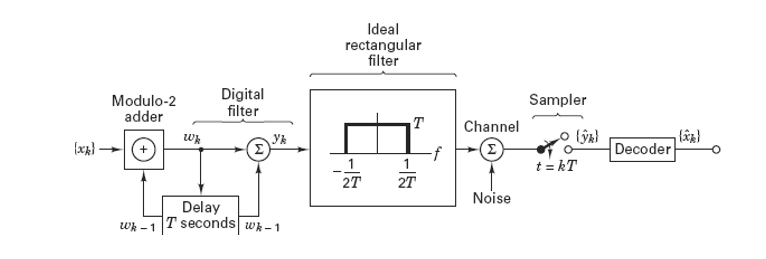 Ideal
rectangular
filter
Modulo-2
adder
Digital
filter
Sampler
{xₖ}
+
wₖ
Σ
yₖ
T
f
-1/2T
1/2T
Channel
Σ
Noise
{ŷₖ}
t = kT
Decoder
{x̂ₖ}
wₖ₋₁
Delay
T seconds
wₖ₋₁